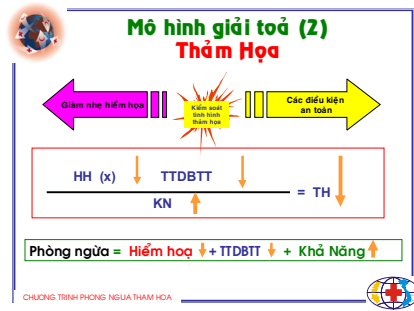 Mô hình giải toả (2)
Thảm Họa
Giảm nhẹ hiểm họa
Kiểm soát
tình hình
thảm họa
Các điều kiện
an toàn
HH (x) TTDBTT
= TH
KN
Phòng ngừa = Hiểm hoạ + TTDBTT + Khả Năng
CHUONG TRINH PHONG NGUA THAM HOA